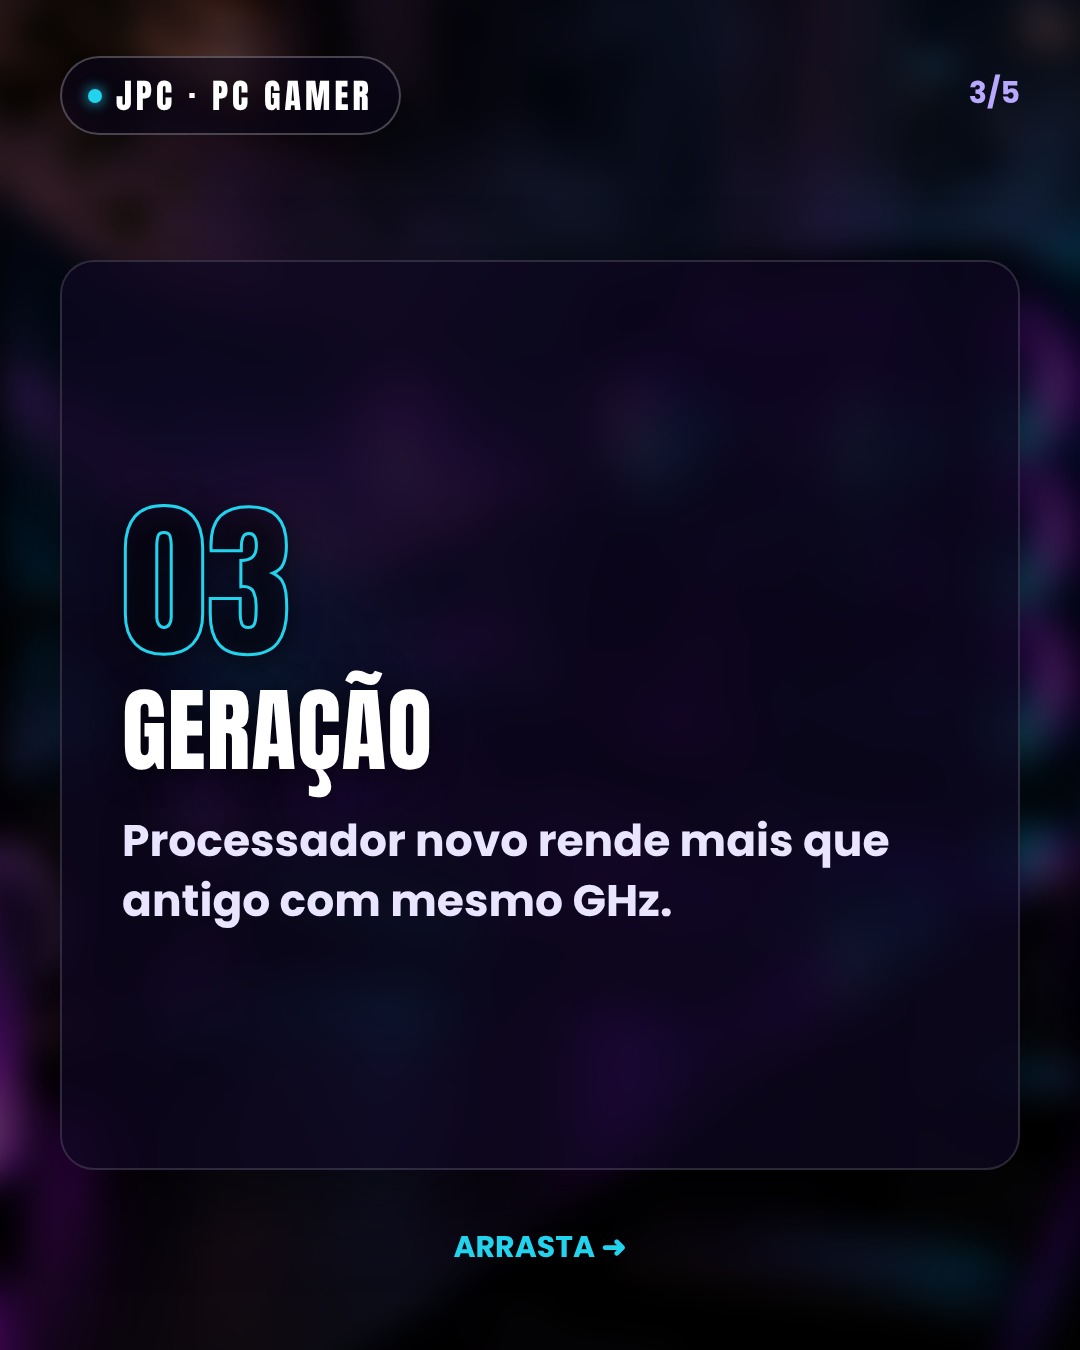 JPC · PC GAMER
3/5
03
GERAÇÃO
Processador novo rende mais que
antigo com mesmo GHz.
ARRASTA ➜